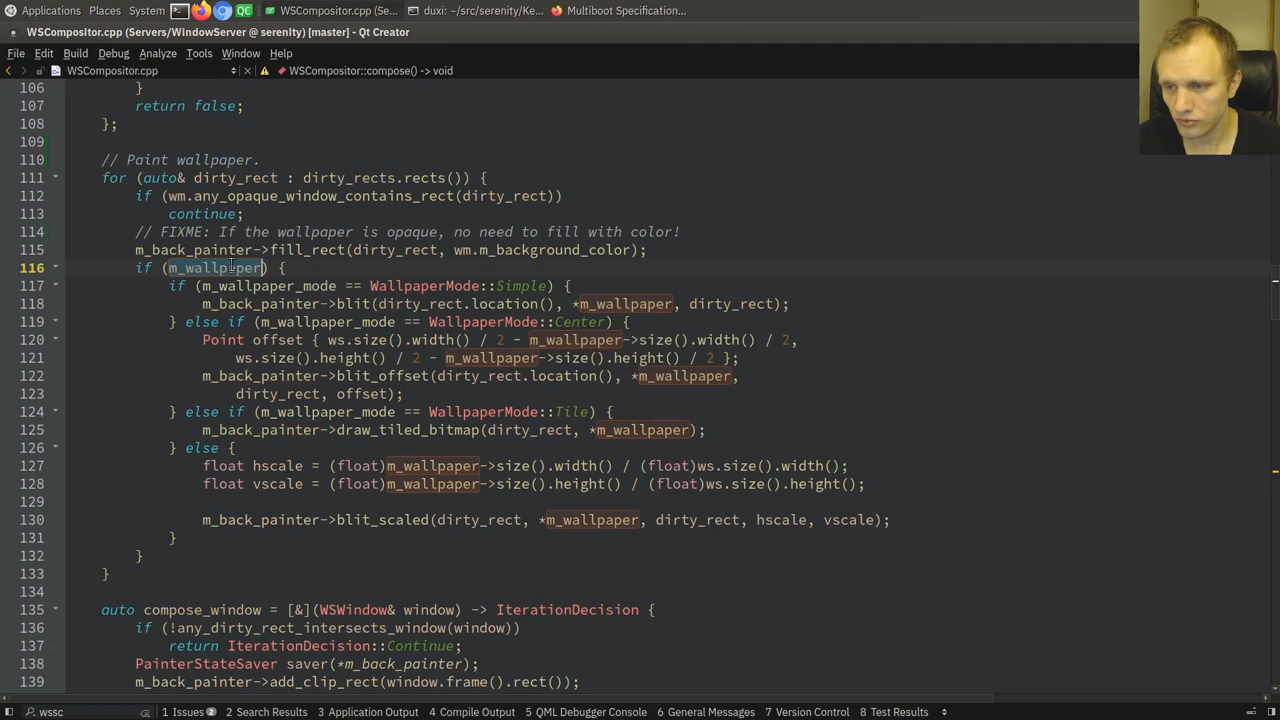 Applications Places System WSCompositor.cpp (Se... duxi: ~/src/serenity/Ke... Multiboot Specification...
WSCompositor.cpp (Servers/WindowServer @ serenity) [master] - Qt Creator
File Edit Build Debug Analyze Tools Window Help
WSCompositor.cpp WSCompositor::compose() -> void
106 }
107 return false;
108 };
109
110 // Paint wallpaper.
111 for (auto& dirty_rect : dirty_rects.rects()) {
112 if (wm.any_opaque_window_contains_rect(dirty_rect))
113 continue;
114 // FIXME: If the wallpaper is opaque, no need to fill with color!
115 m_back_painter->fill_rect(dirty_rect, wm.m_background_color);
116 if (m_wallpaper) {
117 if (m_wallpaper_mode == WallpaperMode::Simple) {
118 m_back_painter->blit(dirty_rect.location(), *m_wallpaper, dirty_rect);
119 } else if (m_wallpaper_mode == WallpaperMode::Center) {
120 Point offset { ws.size().width() / 2 - m_wallpaper->size().width() / 2,
121 ws.size().height() / 2 - m_wallpaper->size().height() / 2 };
122 m_back_painter->blit_offset(dirty_rect.location(), *m_wallpaper,
123 dirty_rect, offset);
124 } else if (m_wallpaper_mode == WallpaperMode::Tile) {
125 m_back_painter->draw_tiled_bitmap(dirty_rect, *m_wallpaper);
126 } else {
127 float hscale = (float)m_wallpaper->size().width() / (float)ws.size().width();
128 float vscale = (float)m_wallpaper->size().height() / (float)ws.size().height();
129
130 m_back_painter->blit_scaled(dirty_rect, *m_wallpaper, dirty_rect, hscale, vscale);
131 }
132 }
133 }
134
135 auto compose_window = [&](WSWindow& window) -> IterationDecision {
136 if (!any_dirty_rect_intersects_window(window))
137 return IterationDecision::Continue;
138 PainterStateSaver saver(*m_back_painter);
139 m_back_painter->add_clip_rect(window.frame().rect());
wssc 1 Issues 2 2 Search Results 3 Application Output 4 Compile Output 5 QML Debugger Console 6 General Messages 7 Version Control 8 Test Results